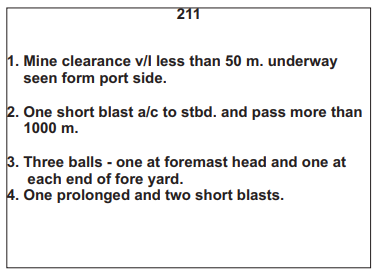 211
1. Mine clearance v/l less than 50 m. underway
seen form port side.
2. One short blast a/c to stbd. and pass more than
1000 m.
3. Three balls - one at foremast head and one at
each end of fore yard.
4. One prolonged and two short blasts.